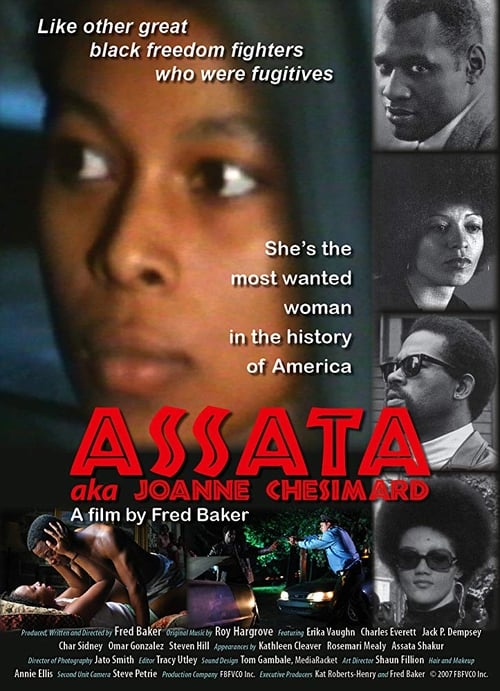 Like other great
black freedom fighters
who were fugitives
She's the
most wanted
woman
in the history
of America
ASSATA
aka JOANNE CHESIMARD
A film by Fred Baker
Produced, Written and Directed by Fred Baker Original Music by Roy Hargrove Featuring Erika Vaughn Charles Everett Jack P. Dempsey
Char Sidney Omar Gonzalez Steven Hill Appearances by Kathleen Cleaver Rosemari Mealy Assata Shakur
Director of Photography Jato Smith Editor Tracy Utley Sound Design Tom Gambale, MediaRacket Art Director Shaun Fillion Hair and Makeup
Annie Ellis Second Unit Camera Steve Petrie Production Company FBFVCO Inc. Executive Producers Kat Roberts-Henry and Fred Baker © 2007 FBFVCO Inc.